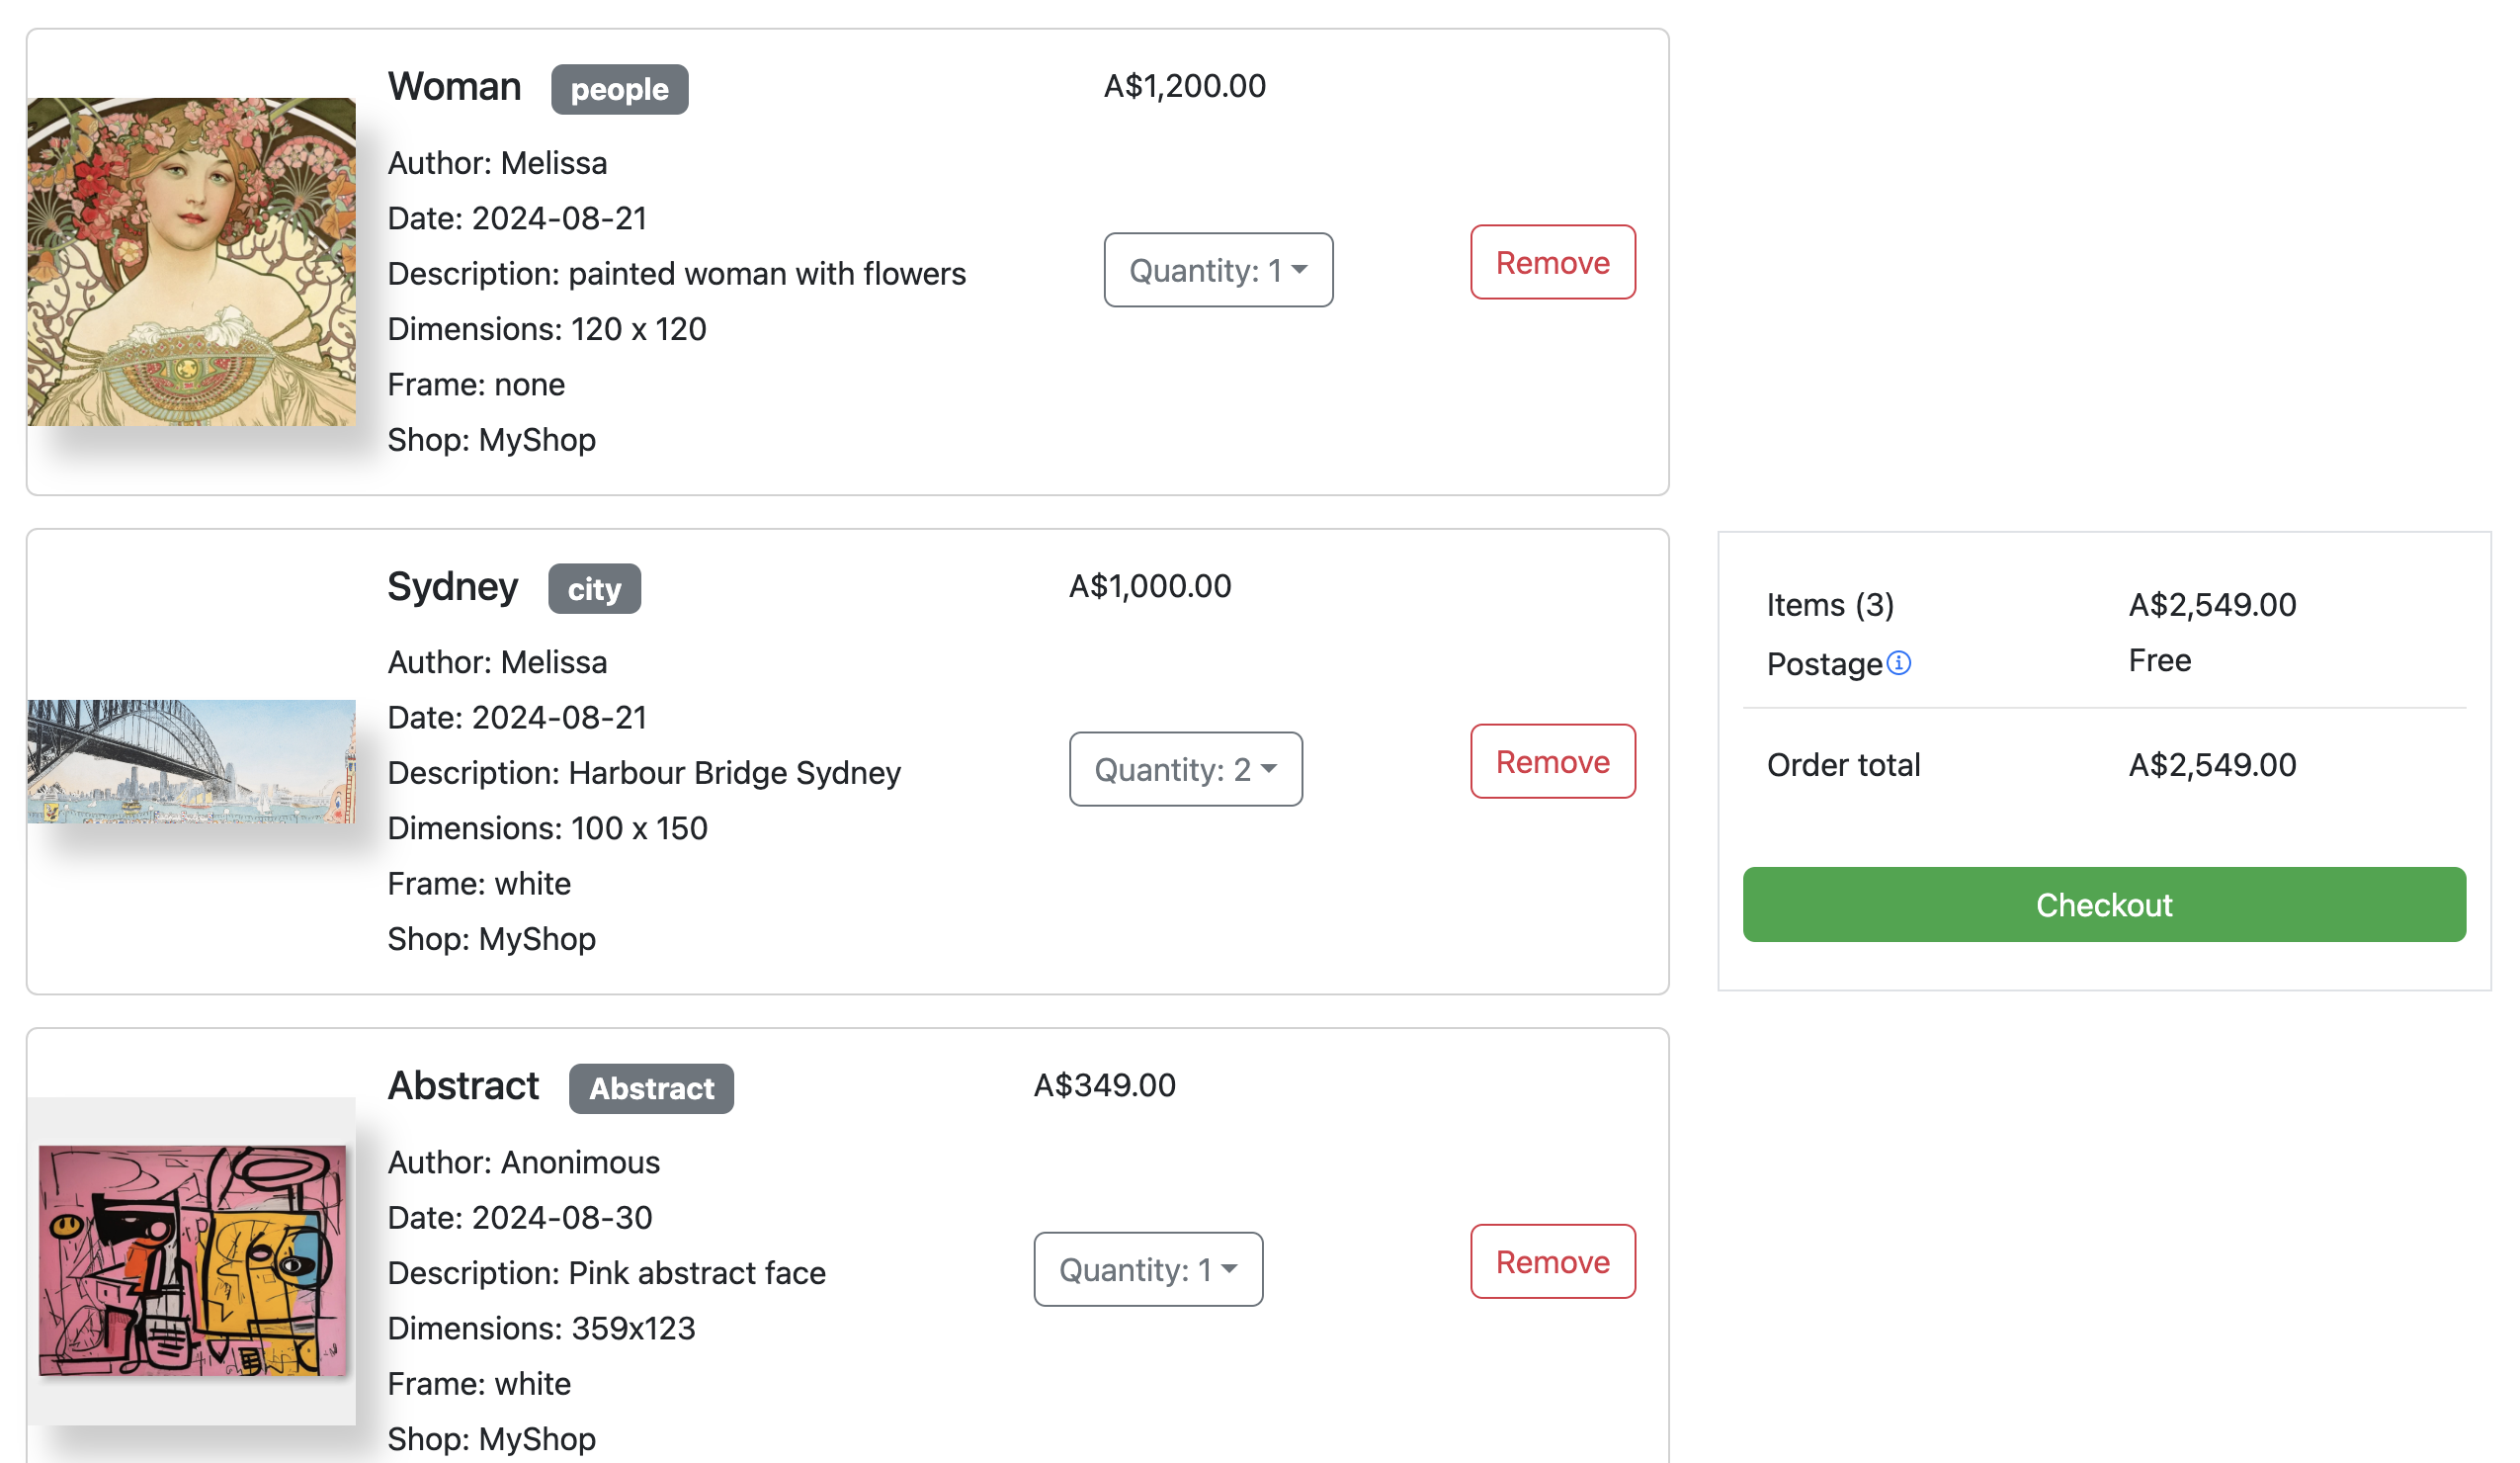 Woman people A$1,200.00
Author: Melissa
Date: 2024-08-21
Description: painted woman with flowers
Quantity: 1 Remove
Dimensions: 120 x 120
Frame: none
Shop: MyShop
Sydney city A$1,000.00
Author: Melissa
Date: 2024-08-21
Description: Harbour Bridge Sydney
Quantity: 2 Remove
Dimensions: 100 x 150
Frame: white
Shop: MyShop
Abstract Abstract A$349.00
Author: Anonimous
Date: 2024-08-30
Description: Pink abstract face
Quantity: 1 Remove
Dimensions: 359x123
Frame: white
Shop: MyShop
Items (3) A$2,549.00
Postage Free
Order total A$2,549.00
Checkout